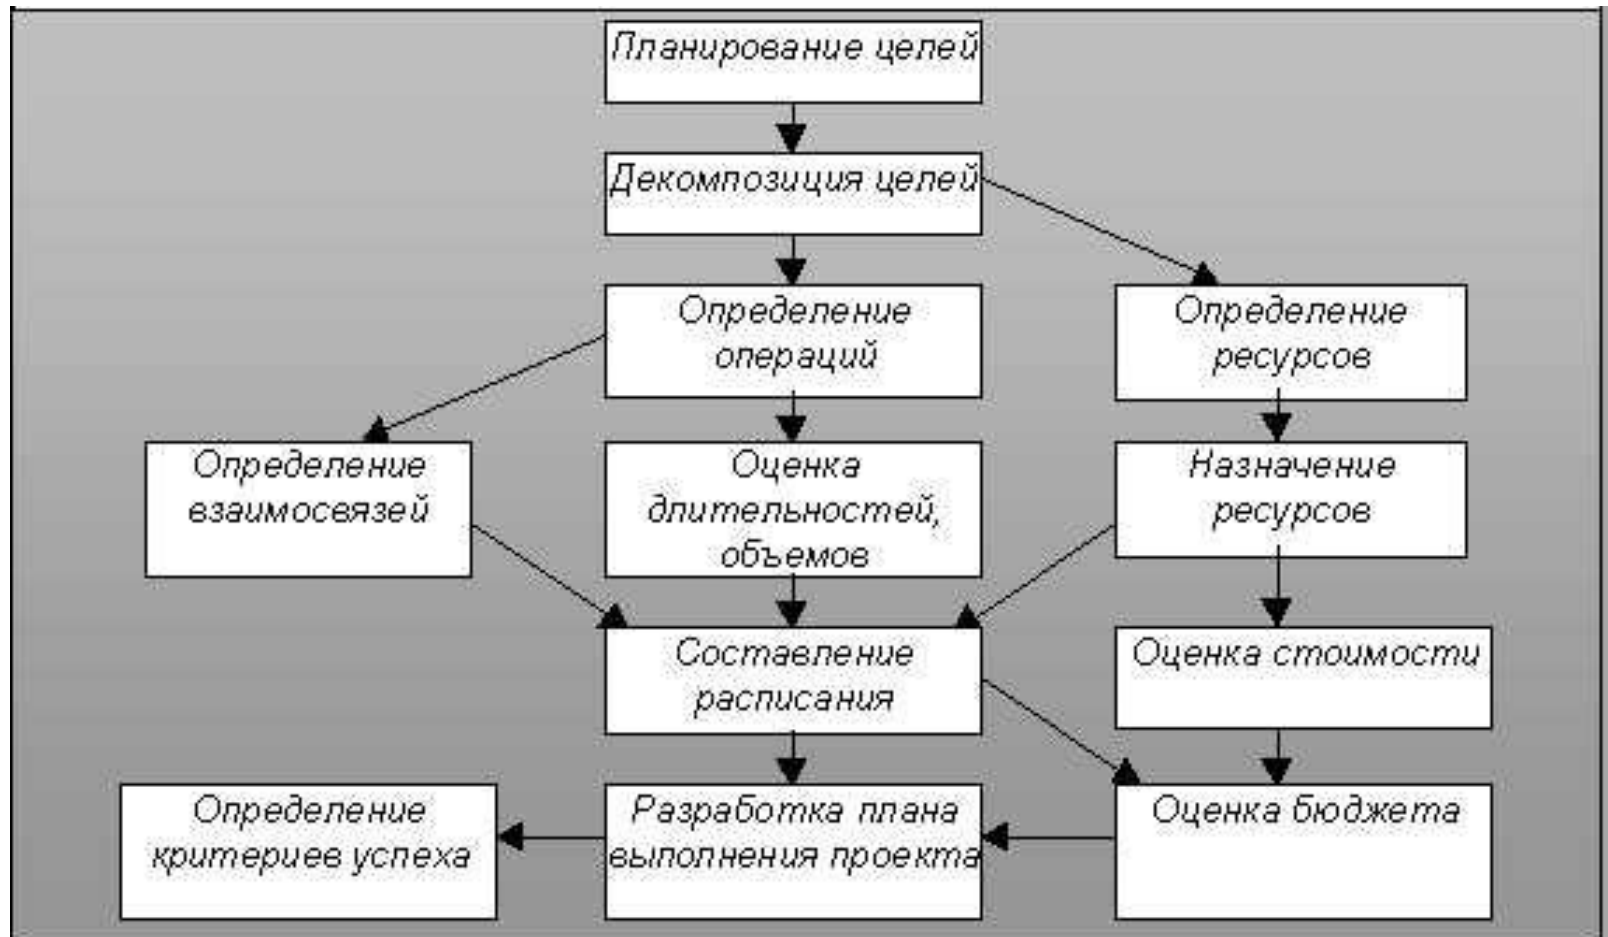 Планирование целей
Декомпозиция целей
Определение
операций
Определение
ресурсов
Определение
взаимосвязей
Оценка
длительностей,
объемов
Назначение
ресурсов
Составление
расписания
Оценка стоимости
Определение
критериев успеха
Разработка плана
выполнения проекта
Оценка бюджета